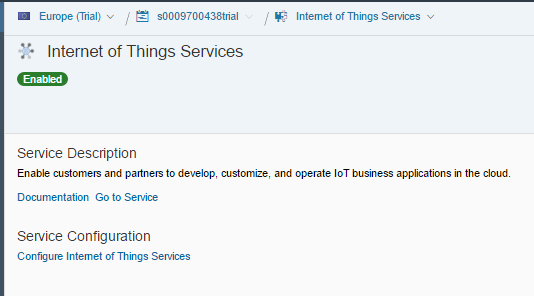 Europe (Trial) / s0009700438trial / Internet of Things Services
Internet of Things Services
Enabled
Service Description
Enable customers and partners to develop, customize, and operate IoT business applications in the cloud.
Documentation Go to Service
Service Configuration
Configure Internet of Things Services